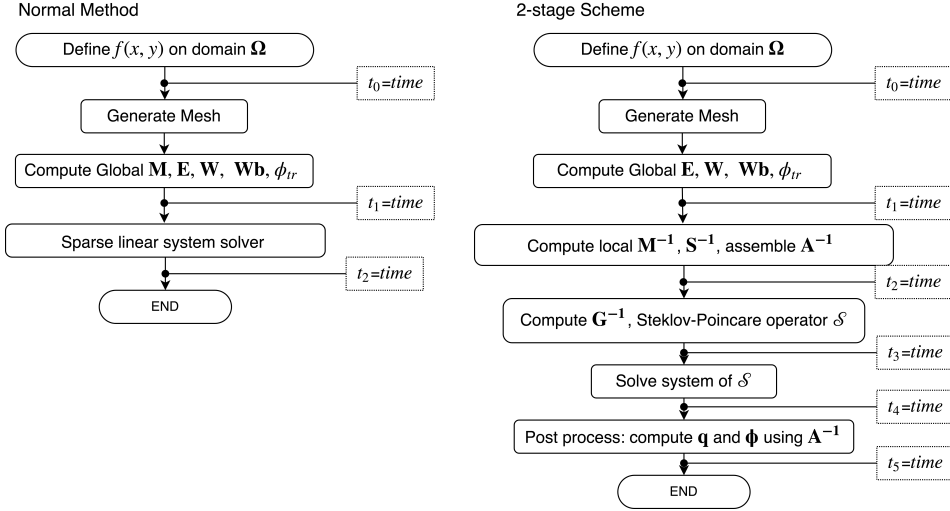 Normal Method
Define f(x, y) on domain Ω
t₀=time
Generate Mesh
Compute Global M, E, W, Wb, ϕₜᵣ
t₁=time
Sparse linear system solver
t₂=time
END
2-stage Scheme
Define f(x, y) on domain Ω
t₀=time
Generate Mesh
Compute Global E, W, Wb, ϕₜᵣ
t₁=time
Compute local M⁻¹, S⁻¹, assemble A⁻¹
t₂=time
Compute G⁻¹, Steklov-Poincare operator 𝒮
t₃=time
Solve system of 𝒮
t₄=time
Post process: compute q and ϕ using A⁻¹
t₅=time
END